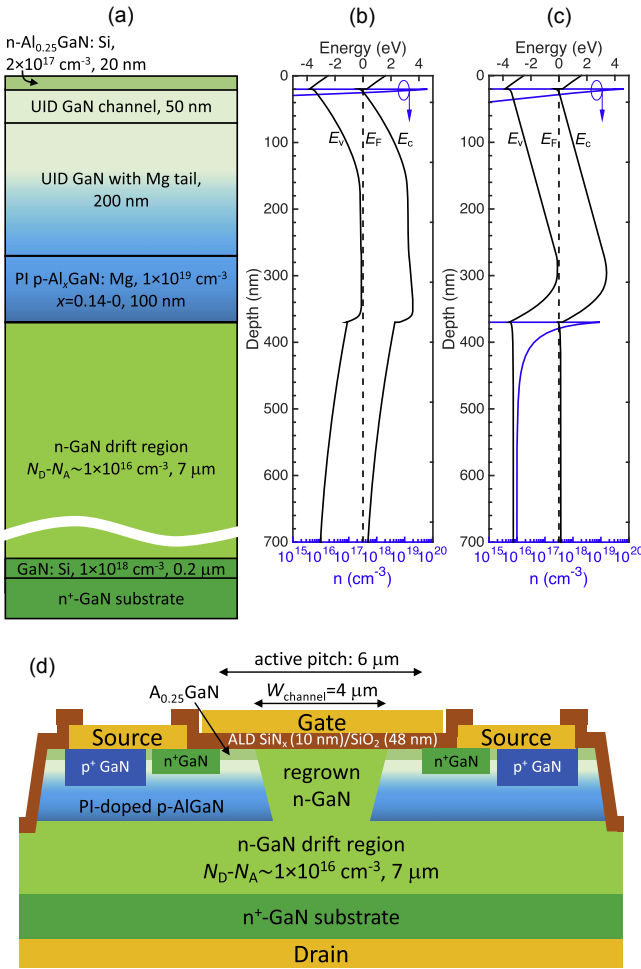 (a)
n-Al0.25GaN: Si,
2×10^17 cm^-3, 20 nm
UID GaN channel, 50 nm
UID GaN with Mg tail,
200 nm
PI p-AlxGaN: Mg, 1×10^19 cm^-3
x=0.14-0, 100 nm
n-GaN drift region
ND-NA~1×10^16 cm^-3, 7 μm
GaN: Si, 1×10^18 cm^-3, 0.2 μm
n+-GaN substrate
(b)
Energy (eV)
-4 -2 0 2 4
0
100
200
300
400
500
600
700
Depth (nm)
Ev EF Ec
10^15 10^16 10^17 10^18 10^19 10^20
n (cm^-3)
(c)
Energy (eV)
-4 -2 0 2 4
0
100
200
300
400
500
600
700
Depth (nm)
Ev EF Ec
10^15 10^16 10^17 10^18 10^19 10^20
n (cm^-3)
(d)
active pitch: 6 μm
A0.25GaN
Wchannel=4 μm
Gate
Source
ALD SiNx (10 nm)/SiO2 (48 nm)
Source
p+ GaN
n+GaN
regrown
n-GaN
n+GaN
p+ GaN
PI-doped p-AlGaN
n-GaN drift region
ND-NA~1×10^16 cm^-3, 7 μm
n+-GaN substrate
Drain